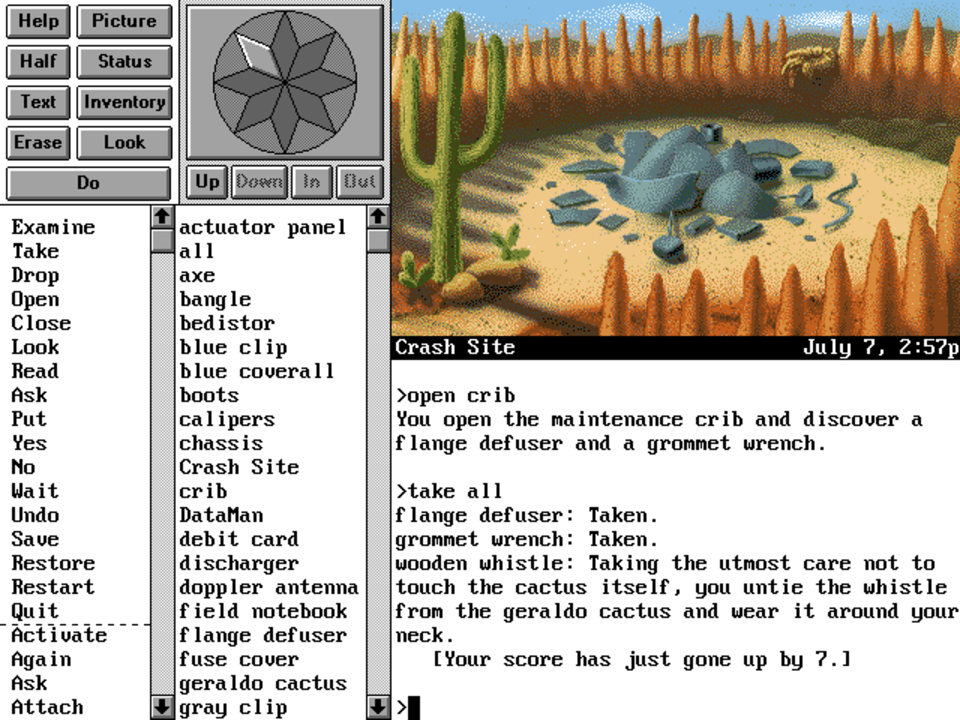 Help Picture
Half Status
Text Inventory
Erase Look
Do
Up Down In Out
Examine
Take
Drop
Open
Close
Look
Read
Ask
Put
Yes
No
Wait
Undo
Save
Restore
Restart
Quit
Activate
Again
Ask
Attach
actuator panel
all
axe
bangle
bedistor
blue clip
blue coverall
boots
calipers
chassis
Crash Site
crib
DataMan
debit card
discharger
doppler antenna
field notebook
flange defuser
fuse cover
geraldo cactus
gray clip
Crash Site July 7, 2:57p
>open crib
You open the maintenance crib and discover a
flange defuser and a grommet wrench.
>take all
flange defuser: Taken.
grommet wrench: Taken.
wooden whistle: Taking the utmost care not to
touch the cactus itself, you untie the whistle
from the geraldo cactus and wear it around your
neck.
[Your score has just gone up by 7.]
>